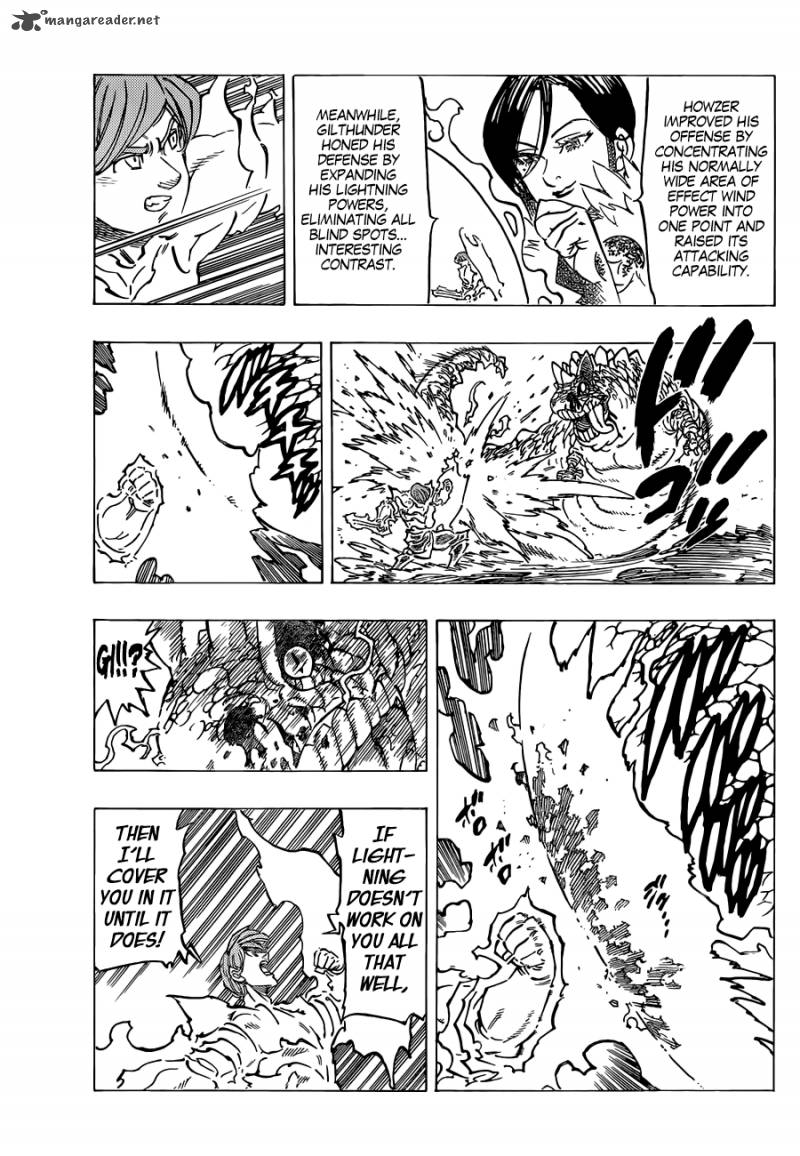 mangareader.net
HOWZER
IMPROVED HIS
OFFENSE BY
CONCENTRATING
HIS NORMALLY
WIDE AREA OF
EFFECT WIND
POWER INTO
ONE POINT AND
RAISED ITS
ATTACKING
CAPABILITY.
MEANWHILE,
GILTHUNDER
HONED HIS
DEFENSE BY
EXPANDING
HIS LIGHTNING
POWERS,
ELIMINATING ALL
BLIND SPOTS...
INTERESTING
CONTRAST.
GI!!?
IF
LIGHT-
NING
DOESN'T
WORK ON
YOU ALL
THAT
WELL,
THEN
I'LL
COVER
YOU IN IT
UNTIL IT
DOES!